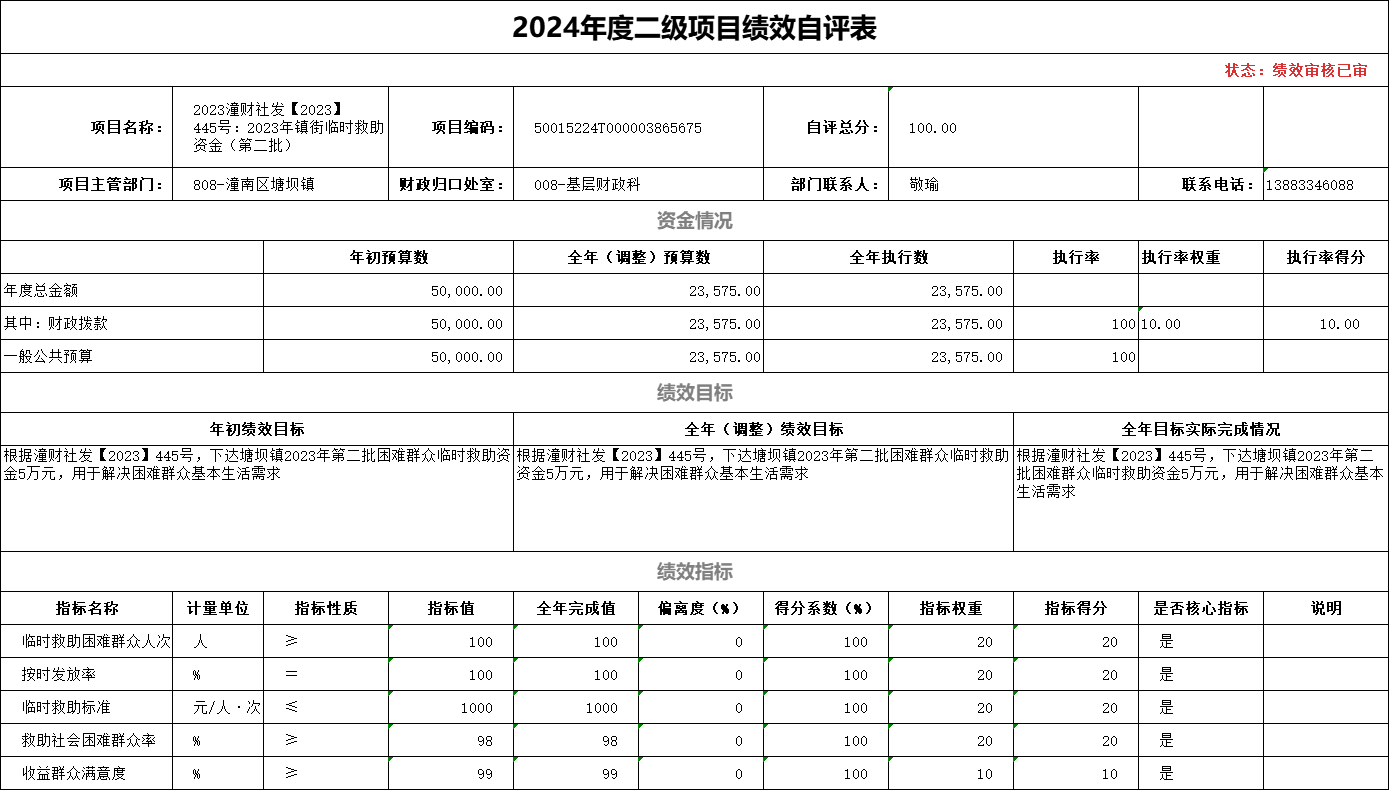 2024年度二级项目绩效自评表
状态：绩效审核已审
项目名称： 2023潼财社发【2023】445号：2023年镇街临时救助资金（第二批） 项目编码： 50015224T000003865675 自评总分： 100.00
项目主管部门： 808-潼南区塘坝镇 财政归口处室： 008-基层财政科 部门联系人： 敬瑜 联系电话： 13883346088
资金情况
年初预算数 全年（调整）预算数 全年执行数 执行率 执行率权重 执行率得分
年度总金额 50,000.00 23,575.00 23,575.00
其中：财政拨款 50,000.00 23,575.00 23,575.00 100 10.00 10.00
一般公共预算 50,000.00 23,575.00 23,575.00 100
绩效目标
年初绩效目标 全年（调整）绩效目标 全年目标实际完成情况
根据潼财社发【2023】445号，下达塘坝镇2023年第二批困难群众临时救助资
金5万元，用于解决困难群众基本生活需求
根据潼财社发【2023】445号，下达塘坝镇2023年第二批困难群众临时救助
资金5万元，用于解决困难群众基本生活需求
根据潼财社发【2023】445号，下达塘坝镇2023年第二
批困难群众临时救助资金5万元，用于解决困难群众基本
生活需求
绩效指标
指标名称 计量单位 指标性质 指标值 全年完成值 偏离度（%） 得分系数（%） 指标权重 指标得分 是否核心指标 说明
临时救助困难群众人次 人 ≥ 100 100 0 100 20 20 是
按时发放率 % ＝ 100 100 0 100 20 20 是
临时救助标准 元/人·次 ≤ 1000 1000 0 100 20 20 是
救助社会困难群众率 % ≥ 98 98 0 100 20 20 是
收益群众满意度 % ≥ 99 99 0 100 10 10 是